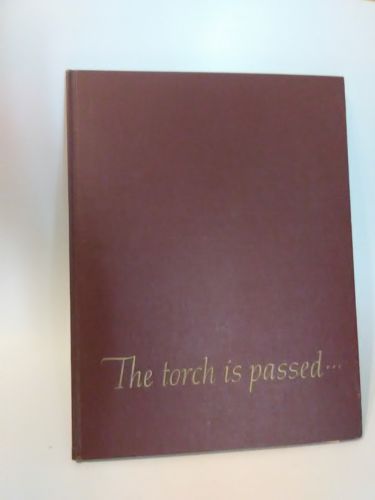 The torch is passed...